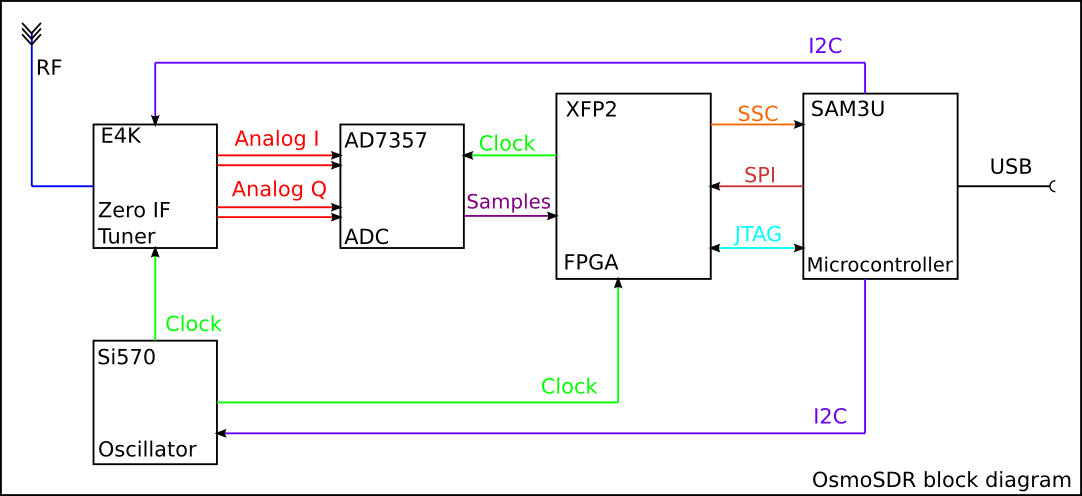 I2C
RF
E4K
Zero IF
Tuner
Analog I
Analog Q
AD7357
ADC
Clock
Samples
XFP2
FPGA
SSC
SPI
JTAG
SAM3U
Microcontroller
USB
Clock
Si570
Oscillator
Clock
I2C
OsmoSDR block diagram